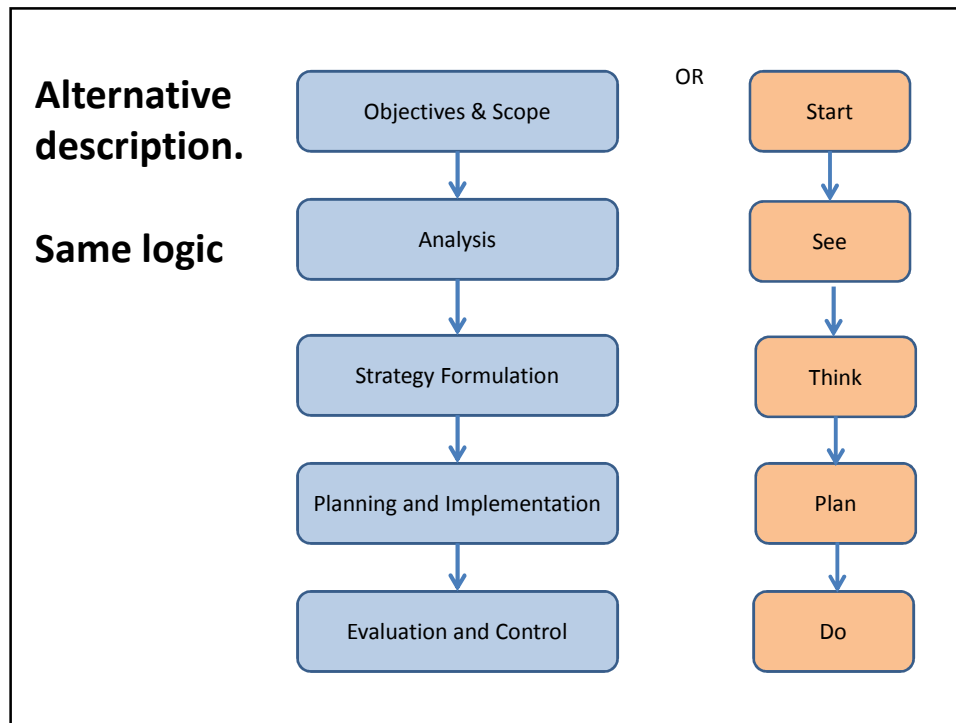 Alternative
description.
Same logic
Objectives & Scope
Analysis
Strategy Formulation
Planning and Implementation
Evaluation and Control
OR
Start
See
Think
Plan
Do